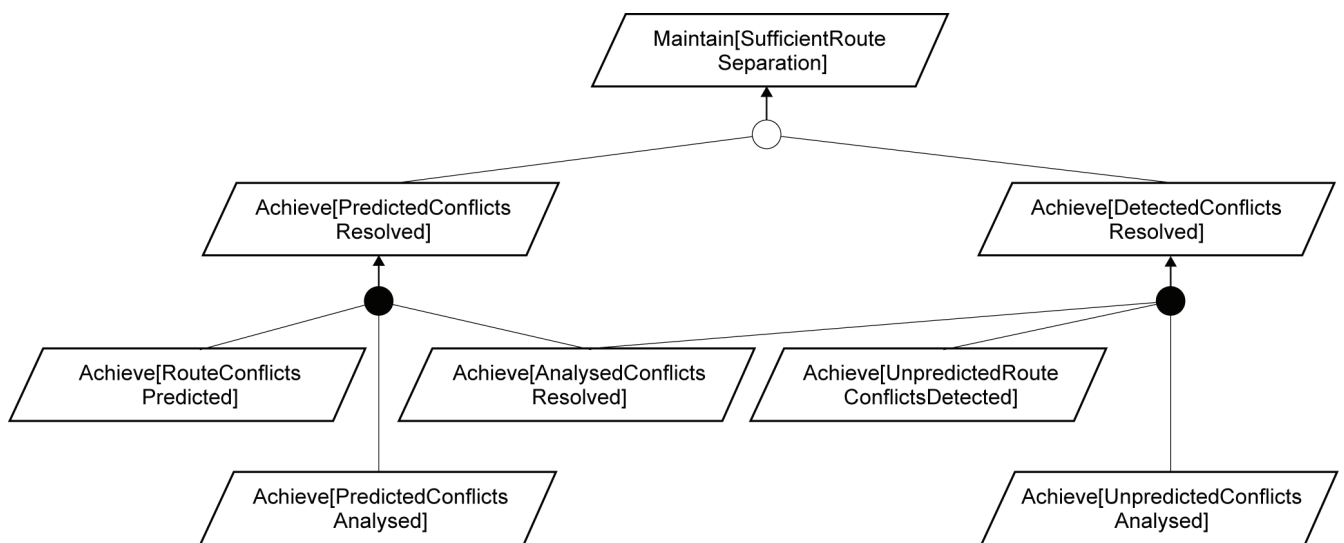 Maintain[SufficientRoute
Separation]
Achieve[PredictedConflicts
Resolved]
Achieve[DetectedConflicts
Resolved]
Achieve[RouteConflicts
Predicted]
Achieve[AnalysedConflicts
Resolved]
Achieve[UnpredictedRoute
ConflictsDetected]
Achieve[PredictedConflicts
Analysed]
Achieve[UnpredictedConflicts
Analysed]